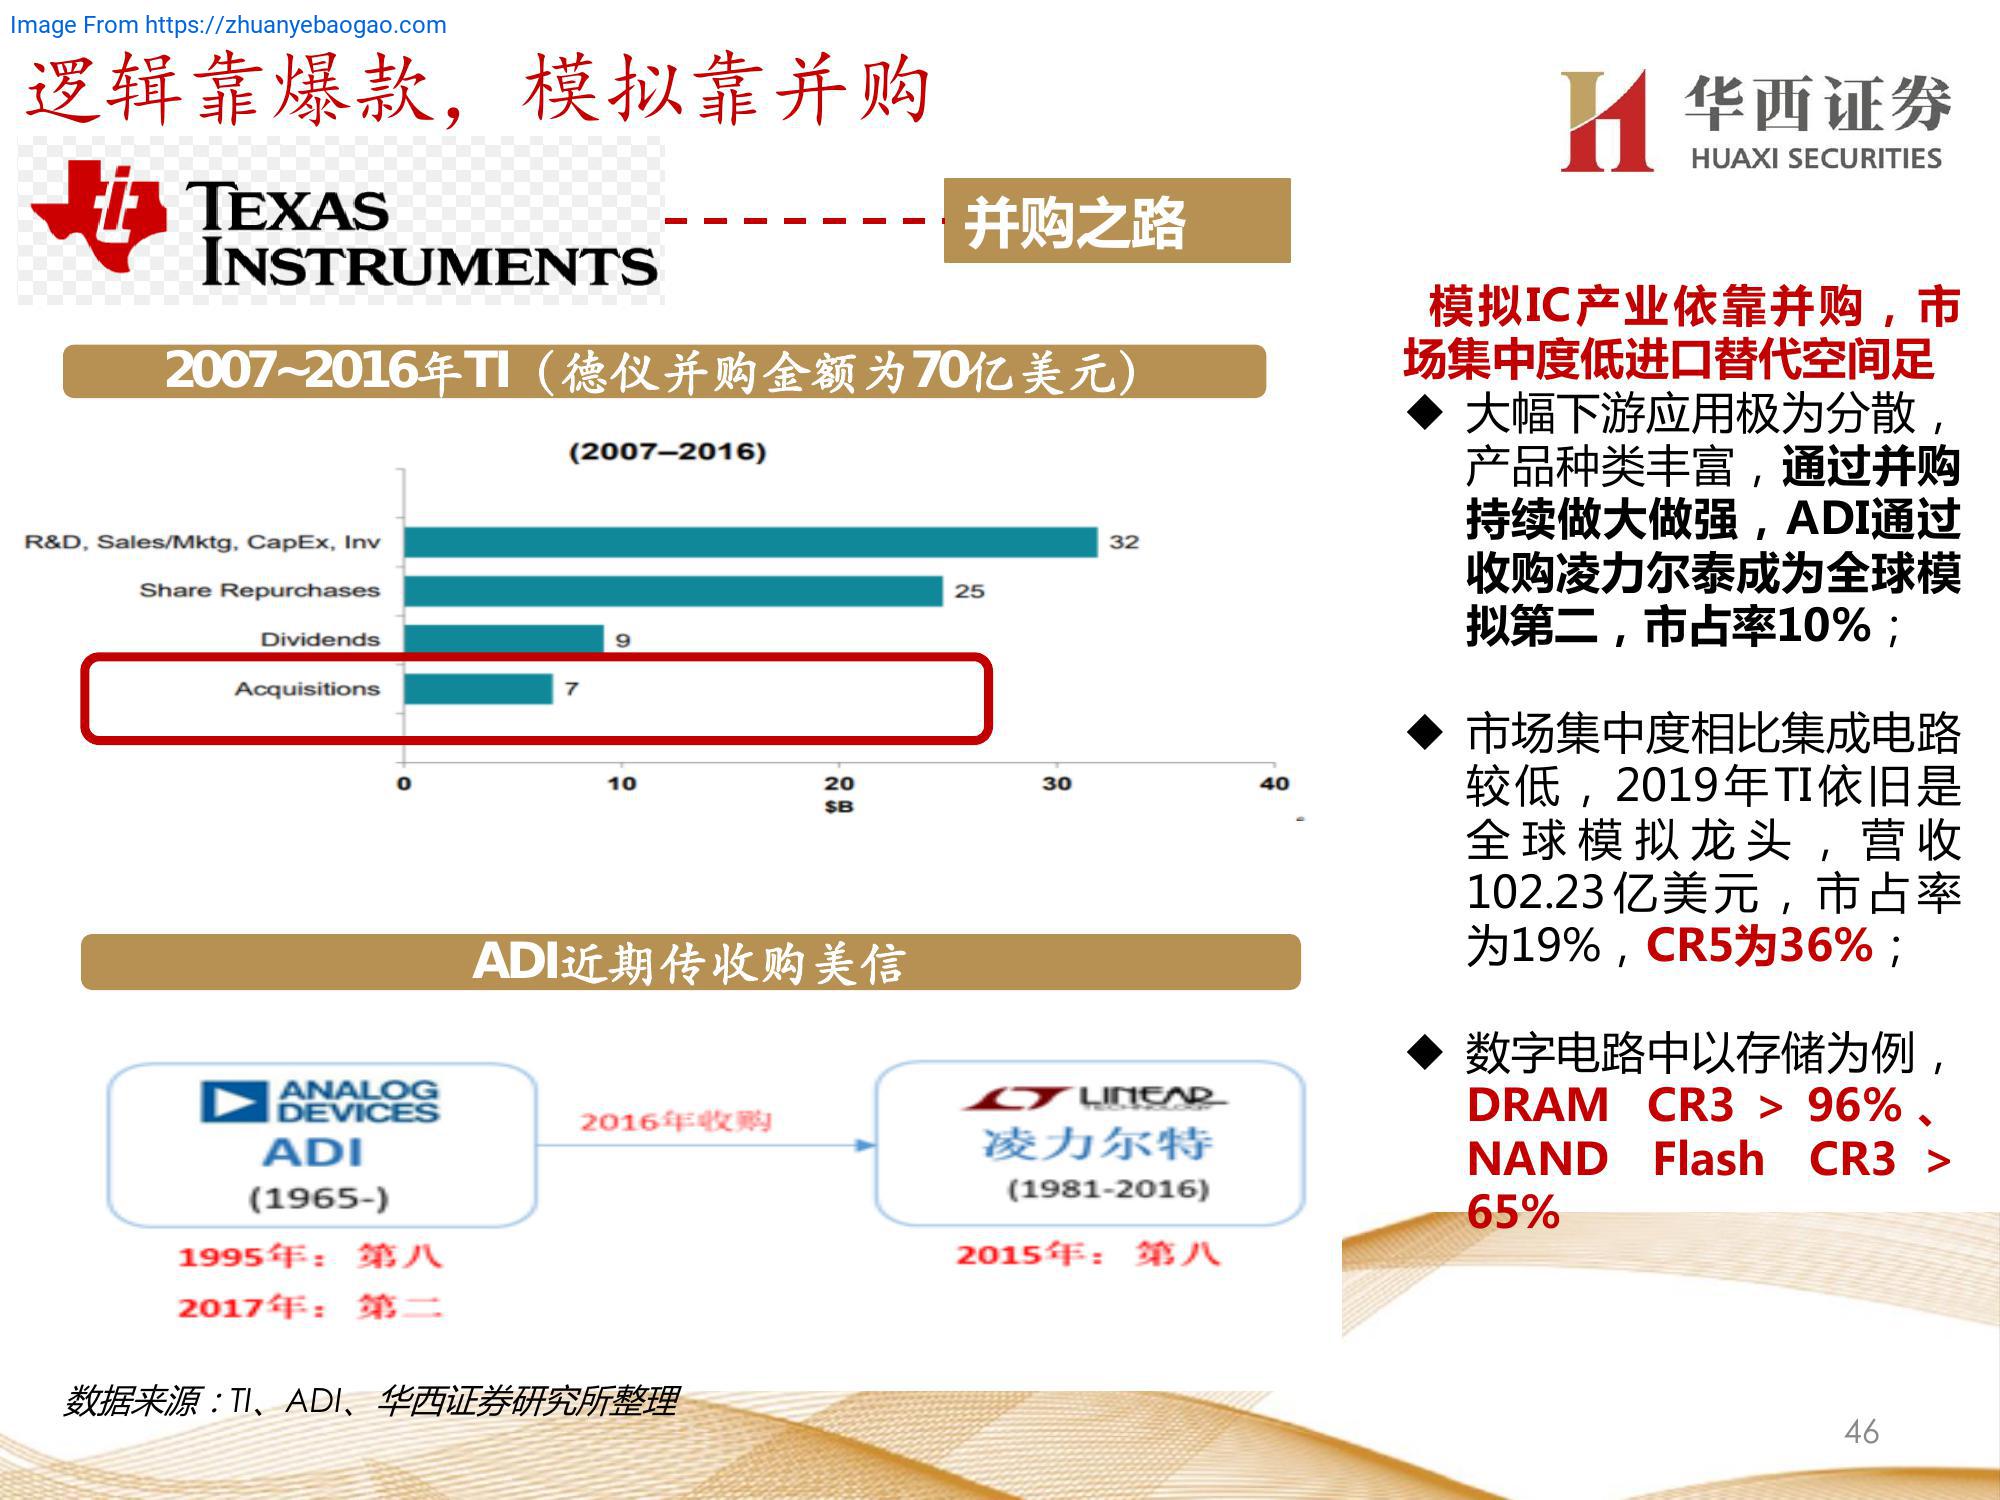 Image From https://zhuanyebaogao.com
逻辑靠爆款，模拟靠并购
华西证券
HUAXI SECURITIES
TEXAS
INSTRUMENTS
并购之路
2007~2016年TI（德仪并购金额为70亿美元）
(2007–2016)
R&D, Sales/Mktg, CapEx, Inv
32
Share Repurchases
25
Dividends
9
Acquisitions
7
0 10 20 30 40
$B
ADI近期传收购美信
ANALOG
DEVICES
ADI
(1965-)
1995年：第八
2017年：第二
2016年收购
LINEAR
TECHNOLOGY
凌力尔特
(1981-2016)
2015年：第八
模拟IC产业依靠并购，市
场集中度低进口替代空间足
◆ 大幅下游应用极为分散，
产品种类丰富，通过并购
持续做大做强，ADI通过
收购凌力尔泰成为全球模
拟第二，市占率10%；
◆ 市场集中度相比集成电路
较低，2019年TI依旧是
全球模拟龙头，营收
102.23亿美元，市占率
为19%，CR5为36%；
◆ 数字电路中以存储为例，
DRAM CR3 > 96%、
NAND Flash CR3 >
65%
数据来源：TI、ADI、华西证券研究所整理
46